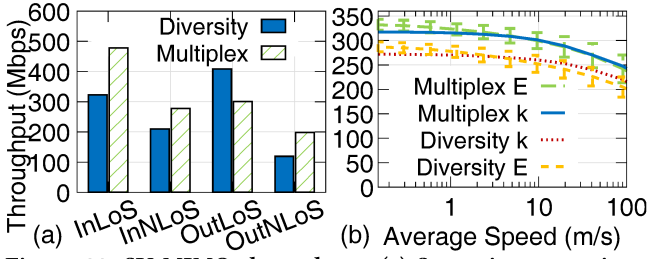 Throughput (Mbps)
600
500
400
300
200
100
0
Diversity
Multiplex
InLoS
InNLoS
OutLoS
OutNLoS
(a)
350
300
250
200
150
100
50
0
Multiplex E
Multiplex k
Diversity k
Diversity E
1
10
100
(b)
Average Speed (m/s)